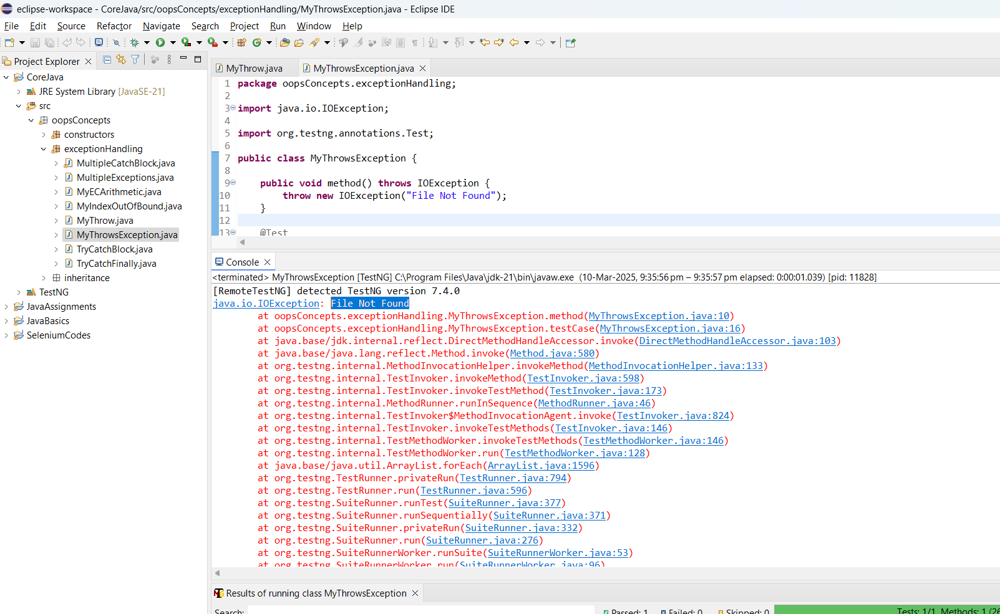 eclipse-workspace - CoreJava/src/oopsConcepts/exceptionHandling/MyThrowsException.java - Eclipse IDE
File Edit Source Refactor Navigate Search Project Run Window Help
Project Explorer
CoreJava
JRE System Library [JavaSE-21]
src
oopsConcepts
constructors
exceptionHandling
MultipleCatchBlock.java
MultipleExceptions.java
MyECArithmetic.java
MyIndexOutOfBound.java
MyThrow.java
MyThrowsException.java
TryCatchBlock.java
TryCatchFinally.java
inheritance
TestNG
JavaAssignments
JavaBasics
SeleniumCodes
MyThrow.java MyThrowsException.java
1 package oopsConcepts.exceptionHandling;
2
3 import java.io.IOException;
4
5 import org.testng.annotations.Test;
6
7 public class MyThrowsException {
8
9 public void method() throws IOException {
10 throw new IOException("File Not Found");
11 }
12
13 @Test
Console
<terminated> MyThrowsException [TestNG] C:\Program Files\Java\jdk-21\bin\javaw.exe (10-Mar-2025, 9:35:56 pm – 9:35:57 pm elapsed: 0:00:01.039) [pid: 11828]
[RemoteTestNG] detected TestNG version 7.4.0
java.io.IOException: File Not Found
at oopsConcepts.exceptionHandling.MyThrowsException.method(MyThrowsException.java:10)
at oopsConcepts.exceptionHandling.MyThrowsException.testCase(MyThrowsException.java:16)
at java.base/jdk.internal.reflect.DirectMethodHandleAccessor.invoke(DirectMethodHandleAccessor.java:103)
at java.base/java.lang.reflect.Method.invoke(Method.java:580)
at org.testng.internal.MethodInvocationHelper.invokeMethod(MethodInvocationHelper.java:133)
at org.testng.internal.TestInvoker.invokeMethod(TestInvoker.java:598)
at org.testng.internal.TestInvoker.invokeTestMethod(TestInvoker.java:173)
at org.testng.internal.MethodRunner.runInSequence(MethodRunner.java:46)
at org.testng.internal.TestInvoker$MethodInvocationAgent.invoke(TestInvoker.java:824)
at org.testng.internal.TestInvoker.invokeTestMethods(TestInvoker.java:146)
at org.testng.internal.TestMethodWorker.invokeTestMethods(TestMethodWorker.java:146)
at org.testng.internal.TestMethodWorker.run(TestMethodWorker.java:128)
at java.base/java.util.ArrayList.forEach(ArrayList.java:1596)
at org.testng.TestRunner.privateRun(TestRunner.java:794)
at org.testng.TestRunner.run(TestRunner.java:596)
at org.testng.SuiteRunner.runTest(SuiteRunner.java:377)
at org.testng.SuiteRunner.runSequentially(SuiteRunner.java:371)
at org.testng.SuiteRunner.privateRun(SuiteRunner.java:332)
at org.testng.SuiteRunner.run(SuiteRunner.java:276)
at org.testng.SuiteRunnerWorker.runSuite(SuiteRunnerWorker.java:53)
at org.testng.SuiteRunnerWorker.run(SuiteRunnerWorker.java:96)
Results of running class MyThrowsException
Search: Passed: 1 Failed: 0 Skipped: 0 Tests: 1/1 Methods: 1 (26